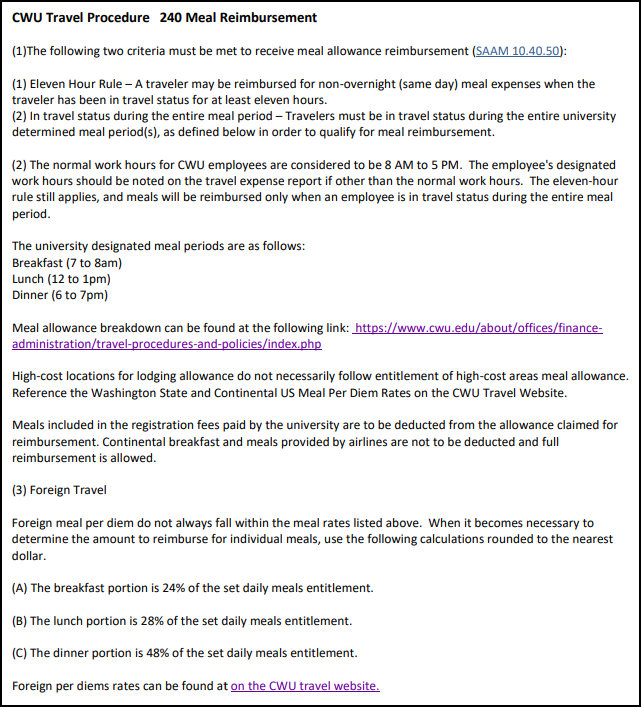 CWU Travel Procedure   240 Meal Reimbursement
(1)The following two criteria must be met to receive meal allowance reimbursement (SAAM 10.40.50):
(1) Eleven Hour Rule – A traveler may be reimbursed for non-overnight (same day) meal expenses when the
traveler has been in travel status for at least eleven hours.
(2) In travel status during the entire meal period – Travelers must be in travel status during the entire university
determined meal period(s), as defined below in order to qualify for meal reimbursement.
(2) The normal work hours for CWU employees are considered to be 8 AM to 5 PM.  The employee's designated
work hours should be noted on the travel expense report if other than the normal work hours.  The eleven-hour
rule still applies, and meals will be reimbursed only when an employee is in travel status during the entire meal
period.
The university designated meal periods are as follows:
Breakfast (7 to 8am)
Lunch (12 to 1pm)
Dinner (6 to 7pm)
Meal allowance breakdown can be found at the following link:  https://www.cwu.edu/about/offices/finance-
administration/travel-procedures-and-policies/index.php
High-cost locations for lodging allowance do not necessarily follow entitlement of high-cost areas meal allowance.
Reference the Washington State and Continental US Meal Per Diem Rates on the CWU Travel Website.
Meals included in the registration fees paid by the university are to be deducted from the allowance claimed for
reimbursement. Continental breakfast and meals provided by airlines are not to be deducted and full
reimbursement is allowed.
(3) Foreign Travel
Foreign meal per diem do not always fall within the meal rates listed above.  When it becomes necessary to
determine the amount to reimburse for individual meals, use the following calculations rounded to the nearest
dollar.
(A) The breakfast portion is 24% of the set daily meals entitlement.
(B) The lunch portion is 28% of the set daily meals entitlement.
(C) The dinner portion is 48% of the set daily meals entitlement.
Foreign per diems rates can be found at on the CWU travel website.